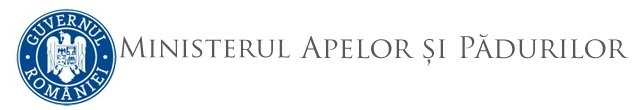 GUVERNUL ROMÂNIEI
MINISTERUL APELOR ȘI PĂDURILOR